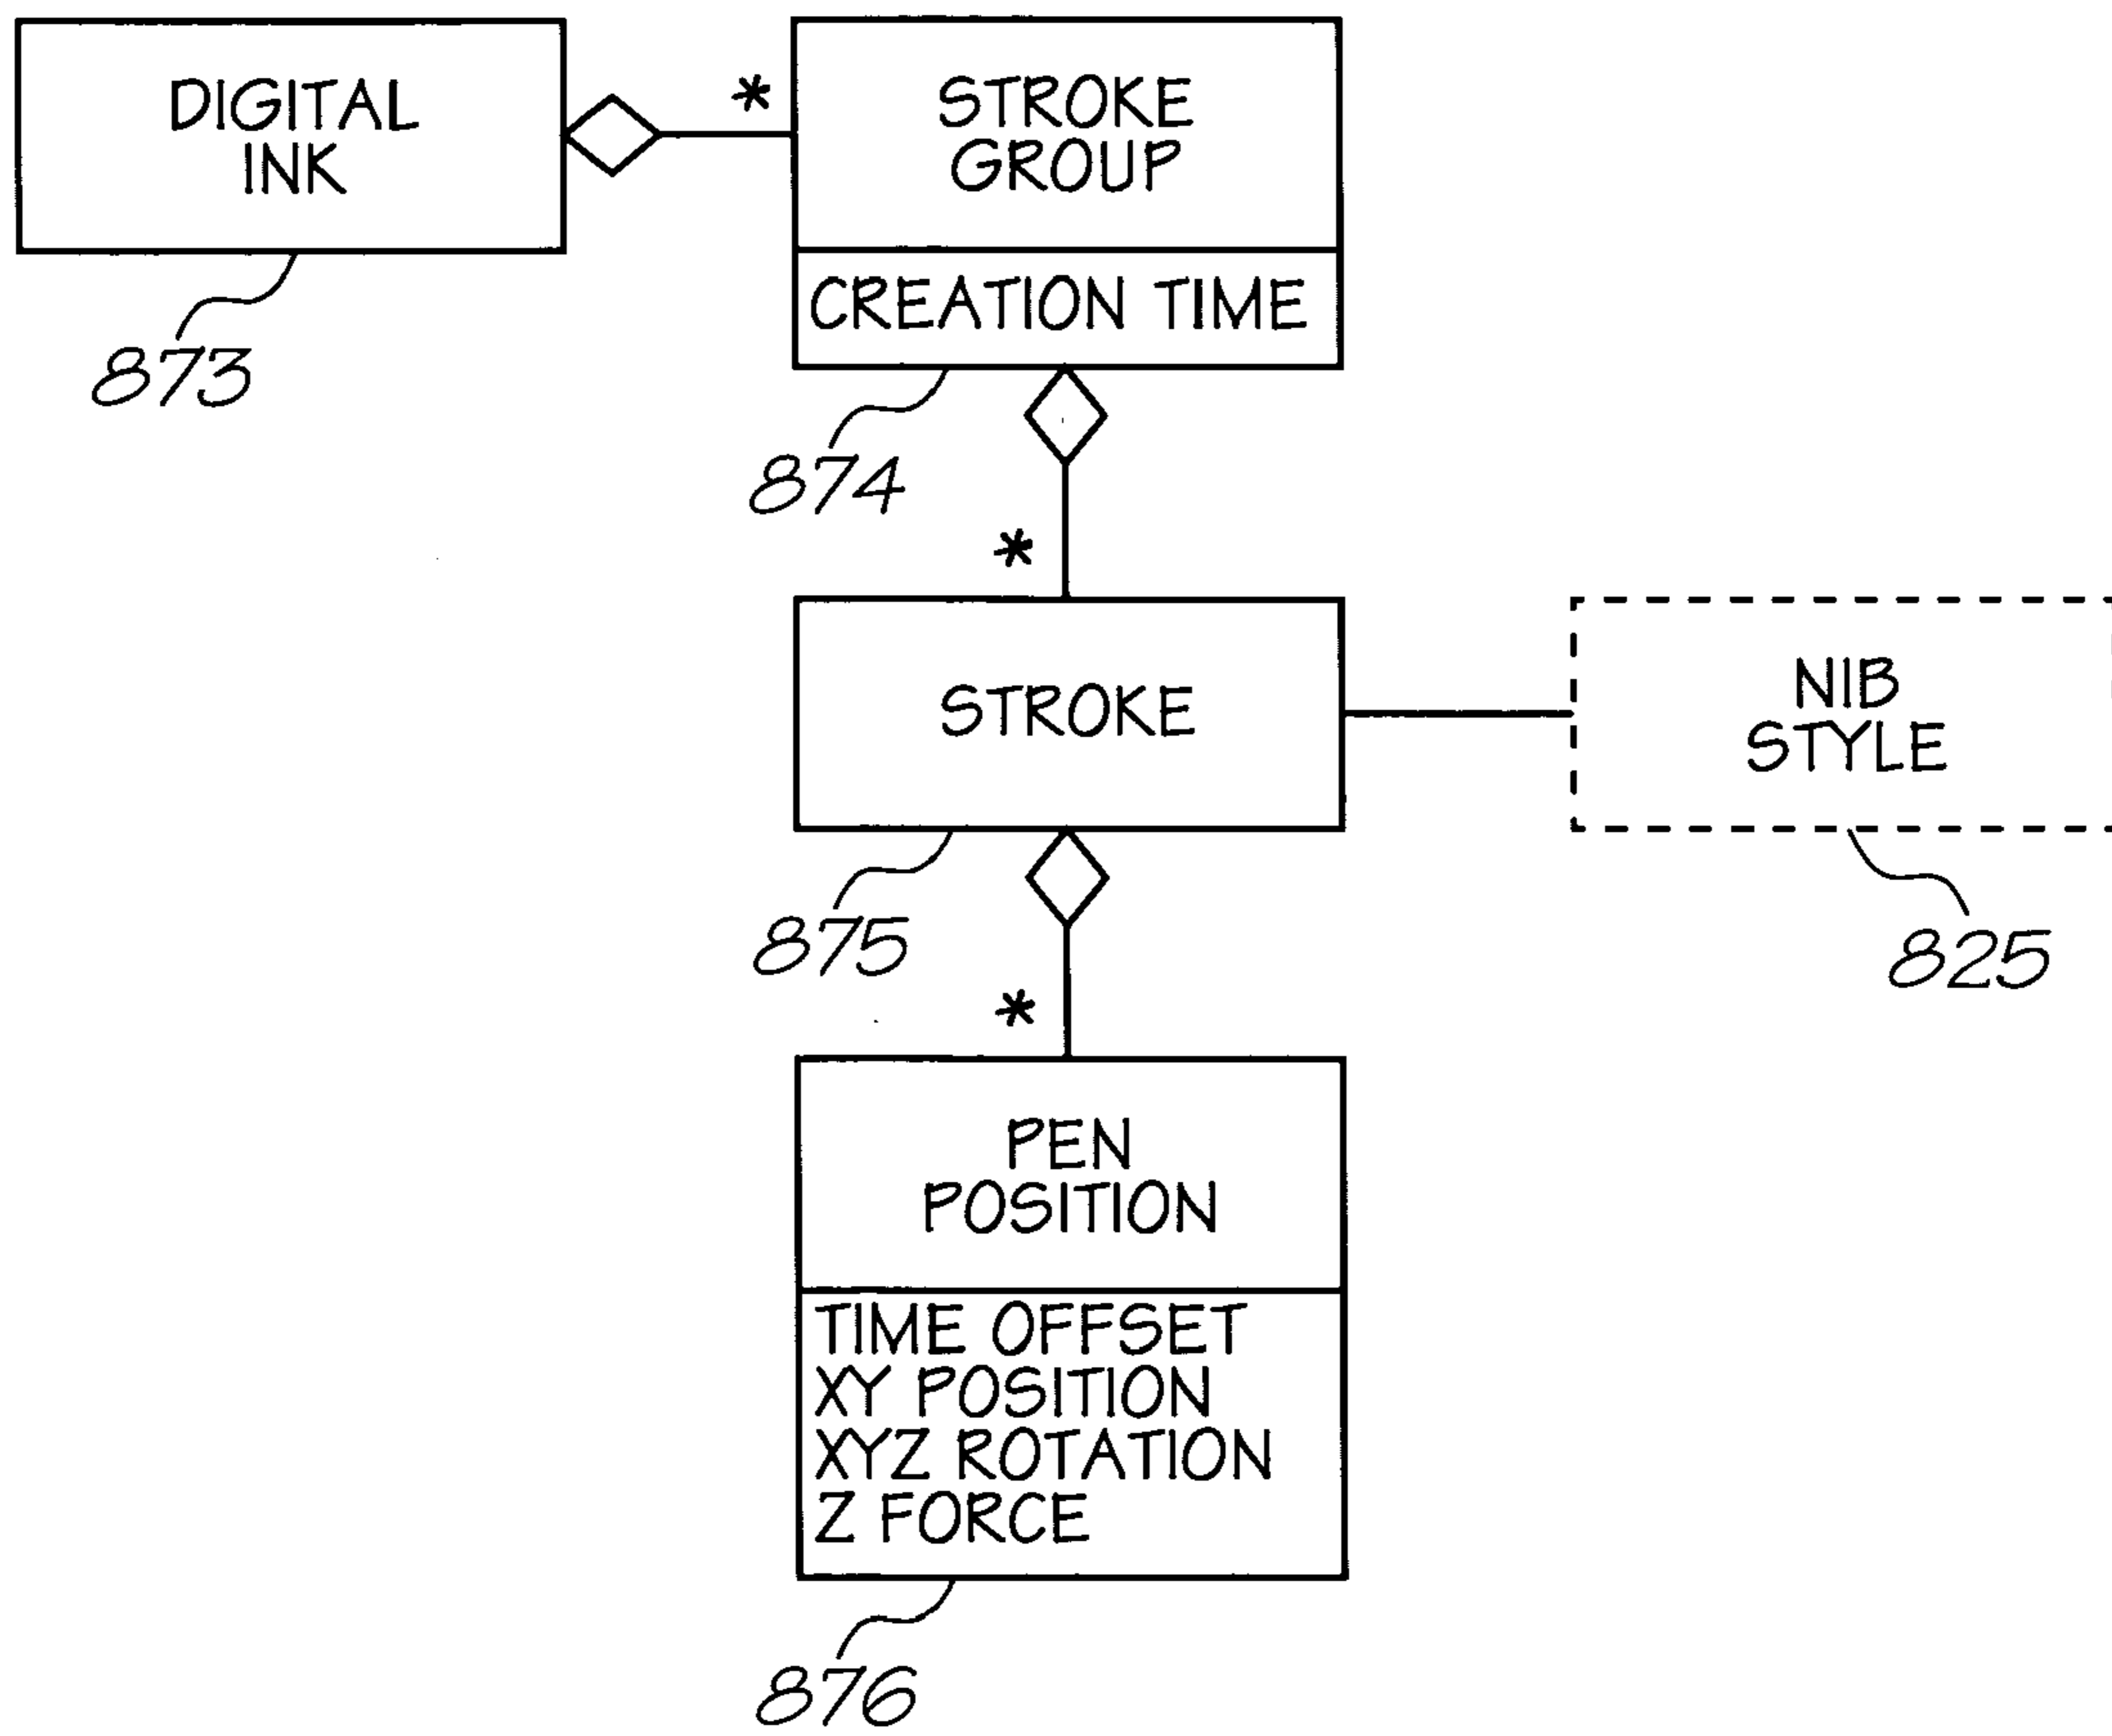 DIGITAL
INK
873
*
STROKE
GROUP
CREATION TIME
874
*
STROKE
875
NIB
STYLE
825
*
PEN
POSITION
TIME OFFSET
XY POSITION
XYZ ROTATION
Z FORCE
876